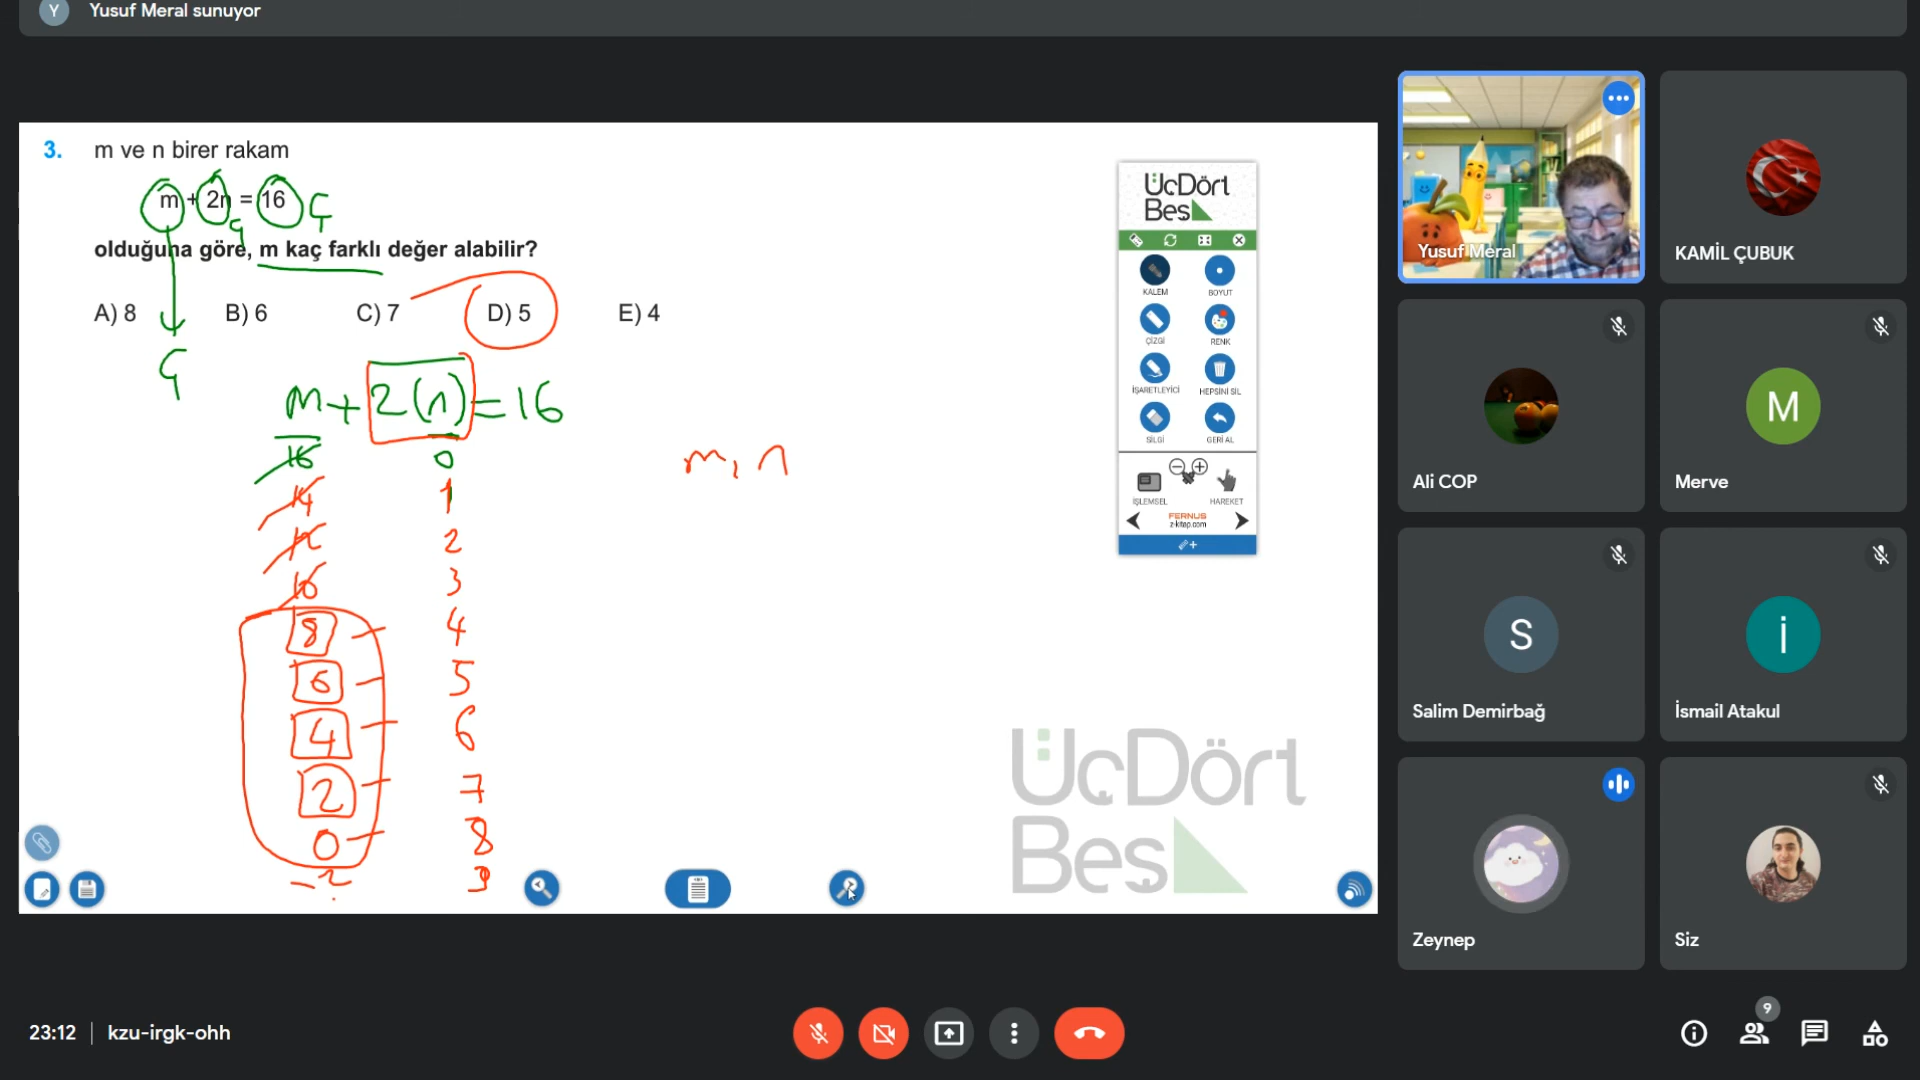 Y Yusuf Meral sunuyor
3. m ve n birer rakam
m + 2n = 16 Ç
Ç
olduğuna göre, m kaç farklı değer alabilir?
A) 8 B) 6 C) 7 D) 5 E) 4
Ç
m + 2(n) = 16
16 0
14 1
12 2
10 3
8 4
6 5
4 6
2 7
0 8
-2 9
m, n
ÜçDört
Beş
KALEM BOYUT
ÇİZGİ RENK
İŞARETLEYİCİ HEPSİNİ SİL
SİLGİ GERİ AL
İŞLEMSEL HAREKET
FERNUS
z-kitap.com
ÜçDört
Beş
Yusuf Meral
KAMİL ÇUBUK
Ali COP
M
Merve
S
Salim Demirbağ
İ
İsmail Atakul
Zeynep
Siz
23:12 | kzu-irgk-ohh
9